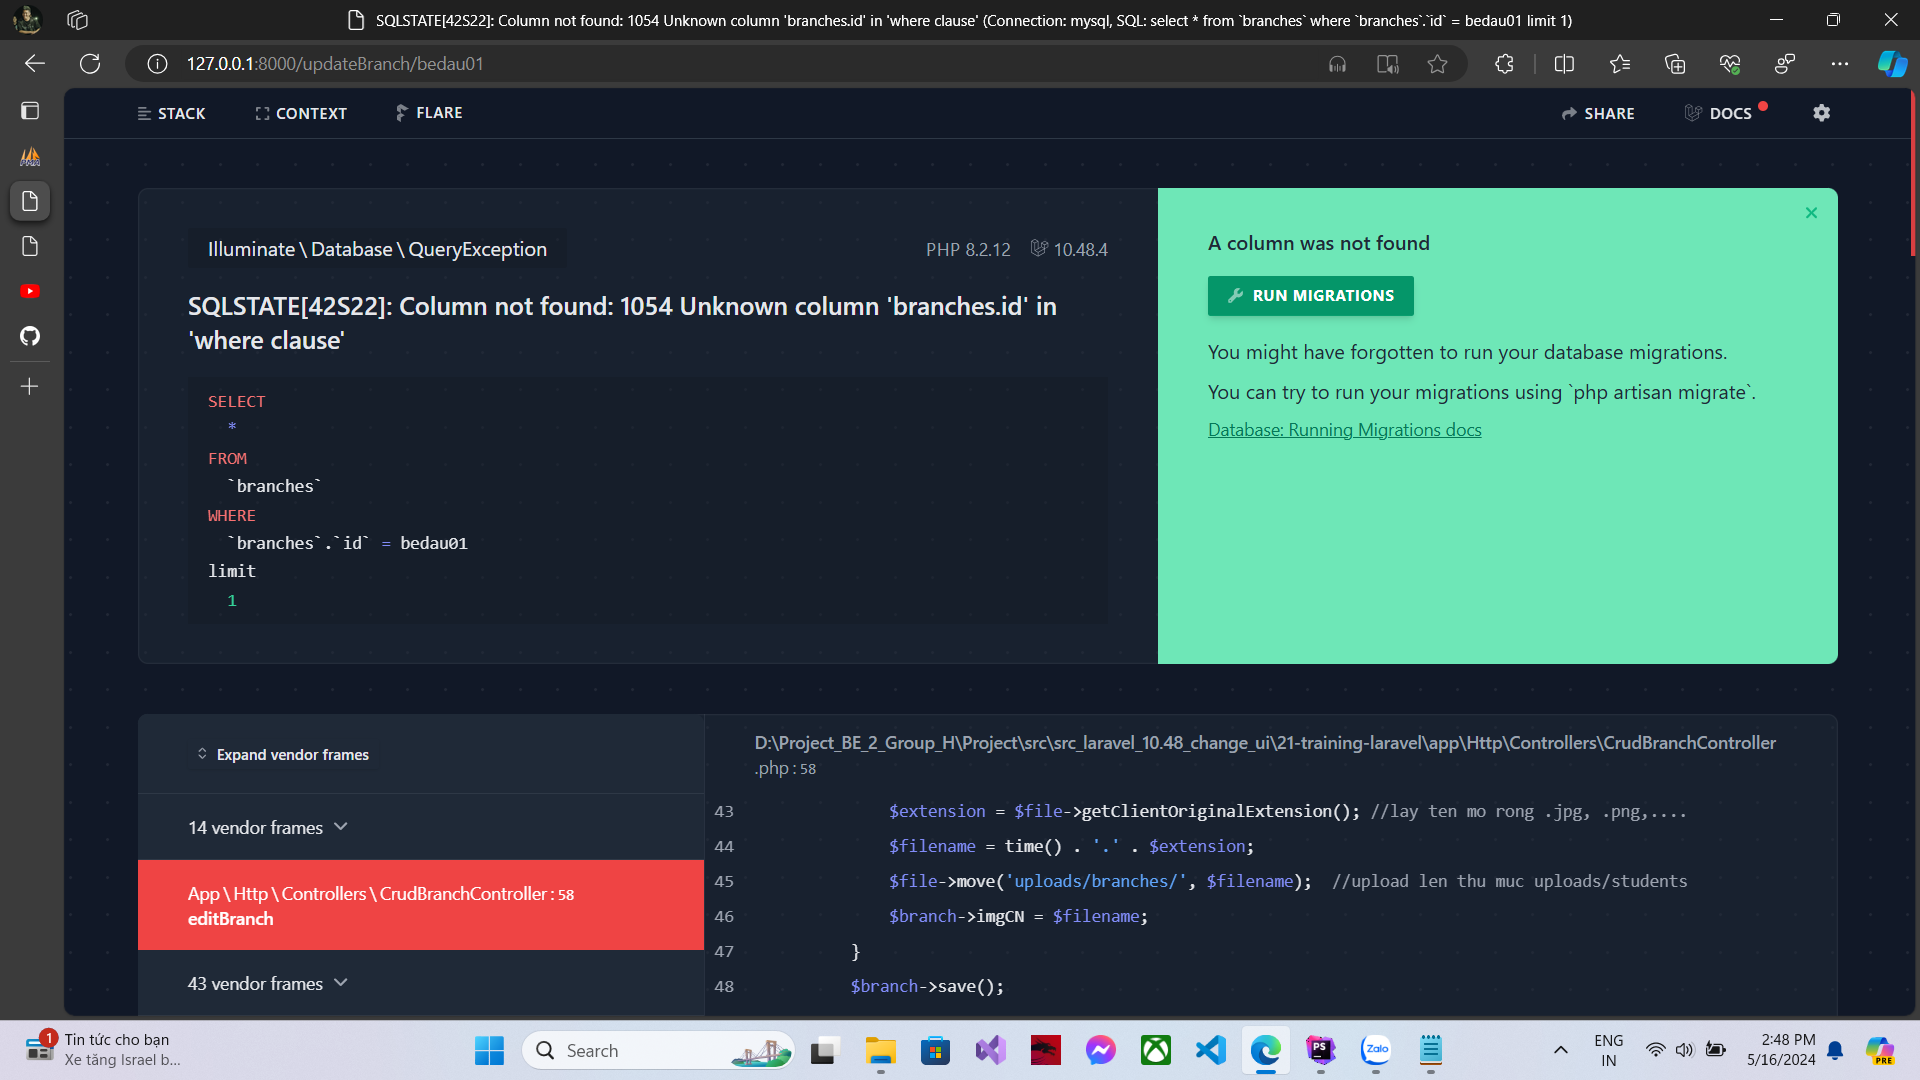 SQLSTATE[42S22]: Column not found: 1054 Unknown column 'branches.id' in 'where clause' (Connection: mysql, SQL: select * from `branches` where `branches`.`id` = bedau01 limit 1)
127.0.0.1:8000/updateBranch/bedau01
STACK
CONTEXT
FLARE
SHARE
DOCS
Illuminate\Database\QueryException
PHP 8.2.12
10.48.4
SQLSTATE[42S22]: Column not found: 1054 Unknown column 'branches.id' in
'where clause'
SELECT
*
FROM
`branches`
WHERE
`branches`.`id` = bedau01
limit
1
A column was not found
RUN MIGRATIONS
You might have forgotten to run your database migrations.
You can try to run your migrations using `php artisan migrate`.
Database: Running Migrations docs
Expand vendor frames
14 vendor frames
App\Http\Controllers\CrudBranchController:58
editBranch
43 vendor frames
D:\Project_BE_2_Group_H\Project\src\src_laravel_10.48_change_ui\21-training-laravel\app\Http\Controllers\CrudBranchController
.php:58
43 $extension = $file->getClientOriginalExtension(); //lay ten mo rong .jpg, .png,....
44 $filename = time() . '.' . $extension;
45 $file->move('uploads/branches/', $filename); //upload len thu muc uploads/students
46 $branch->imgCN = $filename;
47 }
48 $branch->save();
1
Tin tức cho bạn
Xe tăng Israel b...
Search
PS
Zalo
ENG
IN
2:48 PM
5/16/2024
PRE